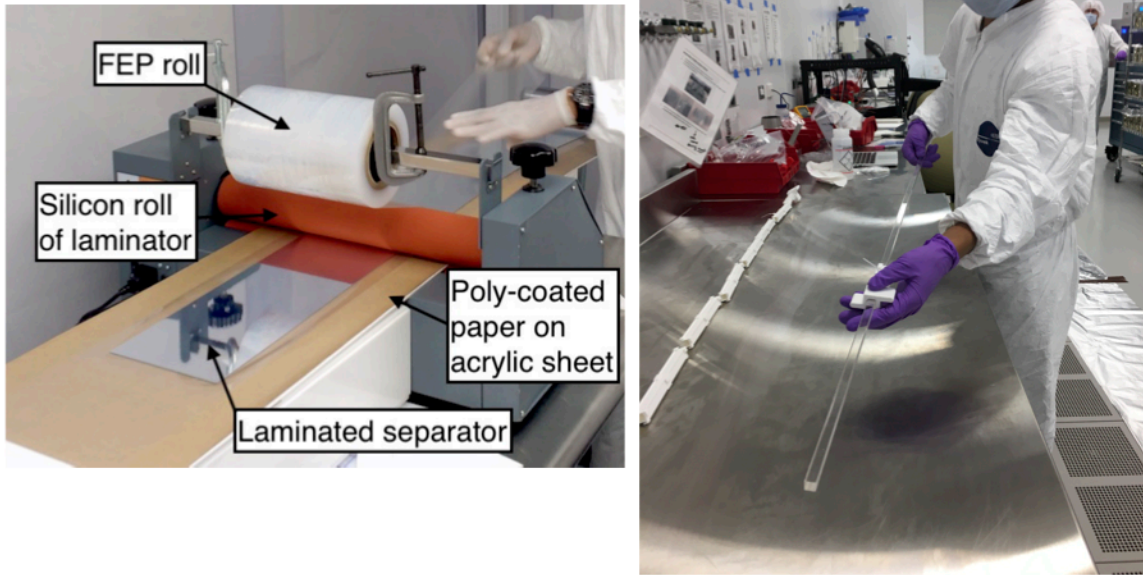 FEP roll
Silicon roll
of laminator
Poly-coated
paper on
acrylic sheet
Laminated separator